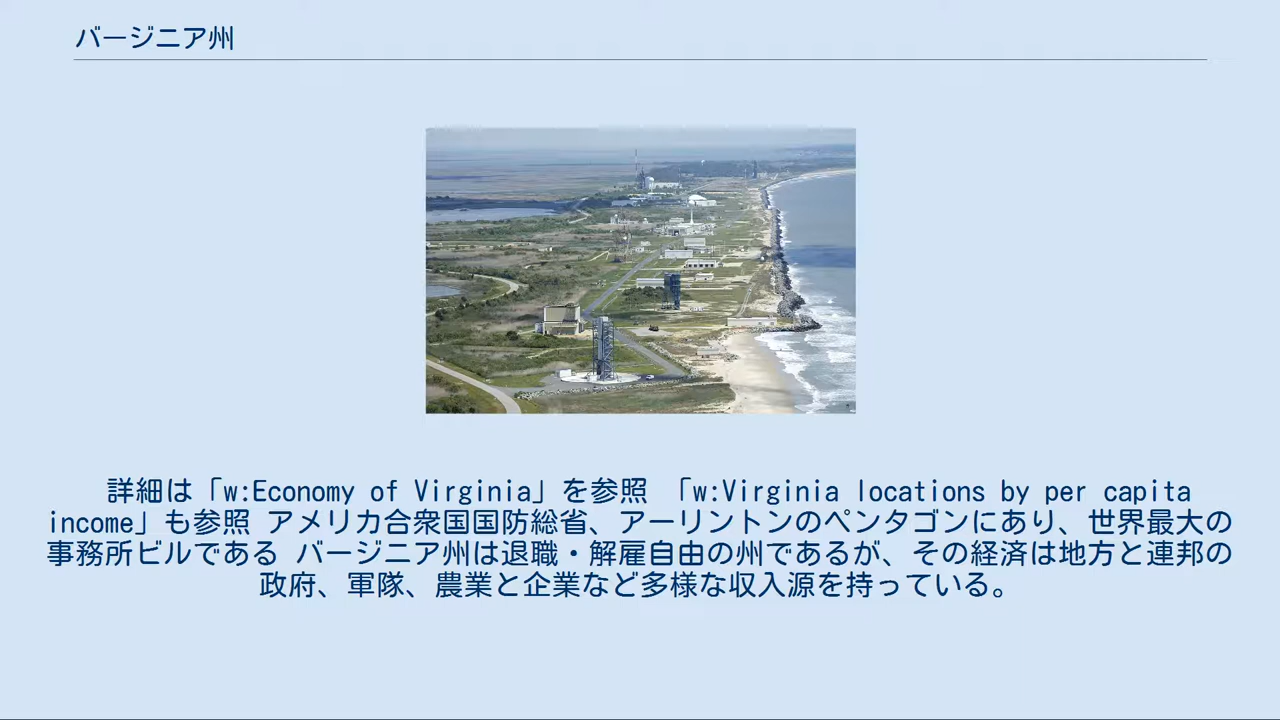 バージニア州
詳細は「w:Economy of Virginia」を参照 「w:Virginia locations by per capita
income」も参照 アメリカ合衆国国防総省、アーリントンのペンタゴンにあり、世界最大の
事務所ビルである バージニア州は退職・解雇自由の州であるが、その経済は地方と連邦の
政府、軍隊、農業と企業など多様な収入源を持っている。